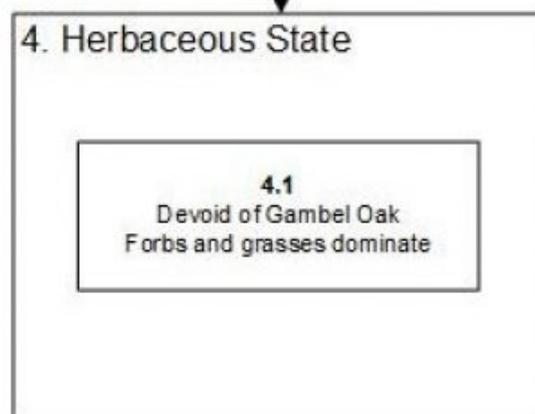 4. Herbaceous State
4.1
Devoid of Gambel Oak
Forbs and grasses dominate